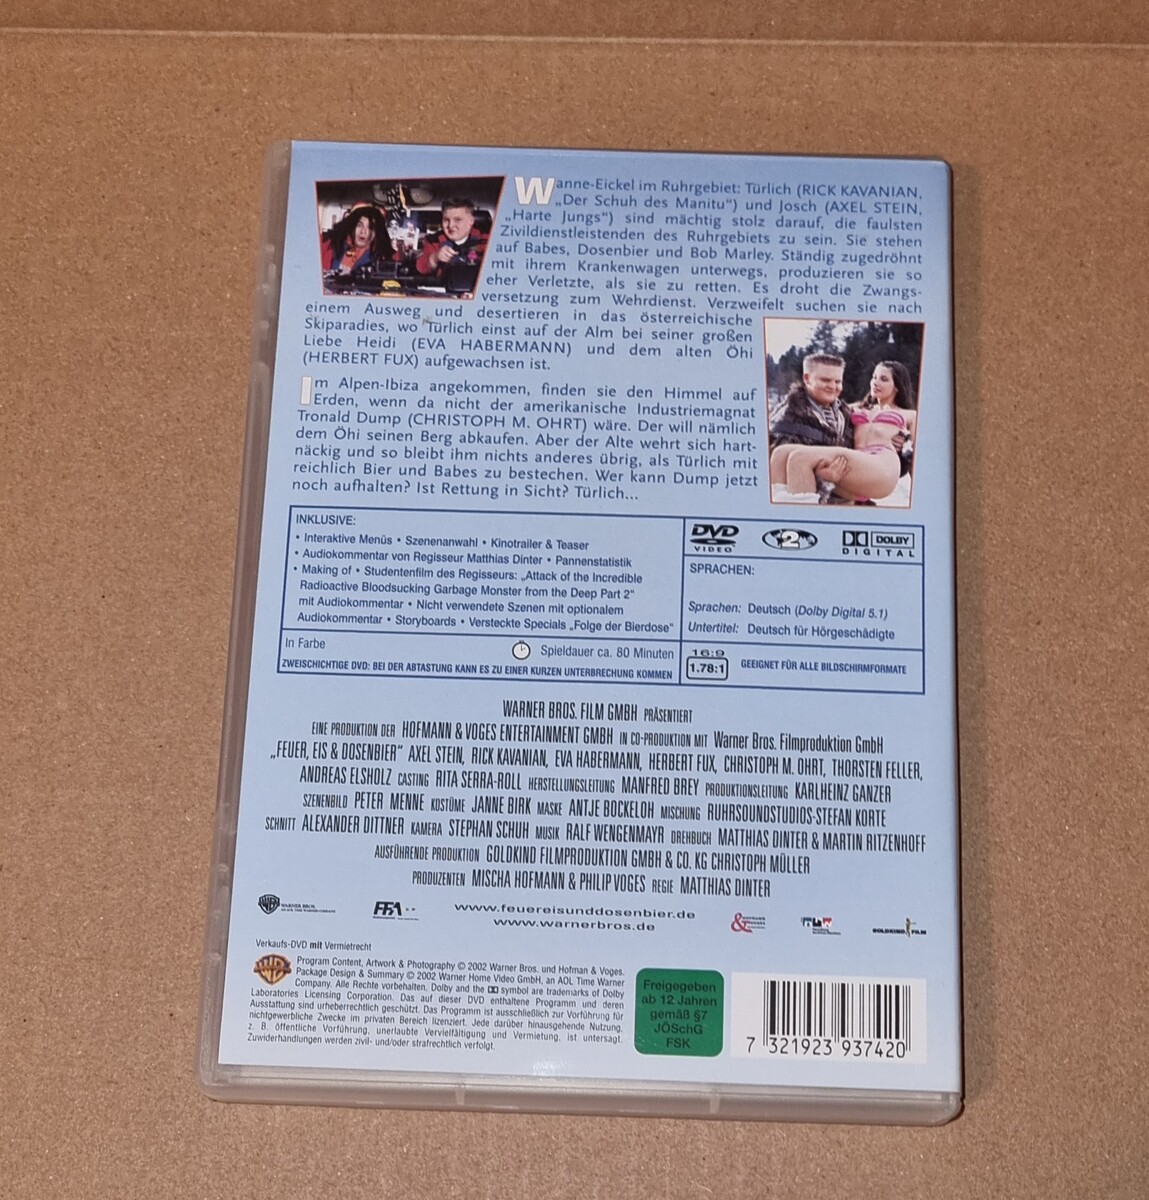 Wanne-Eickel im Ruhrgebiet: Türlich (RICK KAVANIAN,
„Der Schuh des Manitu“) und Josch (AXEL STEIN,
„Harte Jungs“) sind mächtig stolz darauf, die faulsten
Zivildienstleistenden des Ruhrgebiets zu sein. Sie stehen
auf Babes, Dosenbier und Bob Marley. Ständig zugedröhnt
mit ihrem Krankenwagen unterwegs, produzieren sie so
eher Verletzte, als sie zu retten. Es droht die Zwangs-
versetzung zum Wehrdienst. Verzweifelt suchen sie nach
einem Ausweg und desertieren in das österreichische
Skiparadies, wo Türlich einst auf der Alm bei seiner großen
Liebe Heidi (EVA HABERMANN) und dem alten Öhi
(HERBERT FUX) aufgewachsen ist.
Im Alpen-Ibiza angekommen, finden sie den Himmel auf
Erden, wenn da nicht der amerikanische Industriemagnat
Tronald Dump (CHRISTOPH M. OHRT) wäre. Der will nämlich
dem Öhi seinen Berg abkaufen. Aber der Alte wehrt sich hart-
näckig und so bleibt ihm nichts anderes übrig, als Türlich mit
reichlich Bier und Babes zu bestechen. Wer kann Dump jetzt
noch aufhalten? Ist Rettung in Sicht? Türlich...
INKLUSIVE:
• Interaktive Menüs • Szenenanwahl • Kinotrailer & Teaser
• Audiokommentar von Regisseur Matthias Dinter • Pannenstatistik
• Making of • Studentenfilm des Regisseurs: „Attack of the Incredible
Radioactive Bloodsucking Garbage Monster from the Deep Part 2“
mit Audiokommentar • Nicht verwendete Szenen mit optionalem
Audiokommentar • Storyboards • Versteckte Specials „Folge der Bierdose“
In Farbe
Spieldauer ca. 80 Minuten
ZWEISCHICHTIGE DVD: BEI DER ABTASTUNG KANN ES ZU EINER KURZEN UNTERBRECHUNG KOMMEN
DVD VIDEO
2
DOLBY DIGITAL
SPRACHEN:
Sprachen: Deutsch (Dolby Digital 5.1)
Untertitel: Deutsch für Hörgeschädigte
16:9
1.78:1
GEEIGNET FÜR ALLE BILDSCHIRMFORMATE
WARNER BROS. FILM GMBH PRÄSENTIERT
EINE PRODUKTION DER HOFMANN & VOGES ENTERTAINMENT GMBH IN CO-PRODUKTION MIT Warner Bros. Filmproduktion GmbH
„FEUER, EIS & DOSENBIER“ AXEL STEIN, RICK KAVANIAN, EVA HABERMANN, HERBERT FUX, CHRISTOPH M. OHRT, THORSTEN FELLER,
ANDREAS ELSHOLZ CASTING RITA SERRA-ROLL HERSTELLUNGSLEITUNG MANFRED BREY PRODUKTIONSLEITUNG KARLHEINZ GANZER
SZENENBILD PETER MENNE KOSTÜME JANNE BIRK MASKE ANTJE BOCKELOH MISCHUNG RUHRSOUNDSTUDIOS-STEFAN KORTE
SCHNITT ALEXANDER DITTNER KAMERA STEPHAN SCHUH MUSIK RALF WENGENMAYR DREHBUCH MATTHIAS DINTER & MARTIN RITZENHOFF
AUSFÜHRENDE PRODUKTION GOLDKIND FILMPRODUKTION GMBH & CO. KG CHRISTOPH MÜLLER
PRODUZENTEN MISCHA HOFMANN & PHILIP VOGES REGIE MATTHIAS DINTER
WARNER BROS.
FFA
www.feuereisunddosenbier.de
www.warnerbros.de
GOLDKIND FILM
Verkaufs-DVD mit Vermietrecht
Program Content, Artwork & Photography © 2002 Warner Bros. und Hofman & Voges.
Package Design & Summary © 2002 Warner Home Video GmbH, an AOL Time Warner
Company. Alle Rechte vorbehalten. Dolby and the symbol are trademarks of Dolby
Laboratories Licensing Corporation. Das auf dieser DVD enthaltene Programm und deren
Ausstattung sind urheberrechtlich geschützt. Das Programm ist ausschließlich zur Vorführung für
nichtgewerbliche Zwecke im privaten Bereich lizenziert. Jede darüber hinausgehende Nutzung,
z. B. öffentliche Vorführung, unerlaubte Vervielfältigung und Vermietung, ist untersagt.
Zuwiderhandlungen werden zivil- und/oder strafrechtlich verfolgt.
Freigegeben
ab 12 Jahren
gemäß §7
JÖSchG
FSK
7 321923 937420